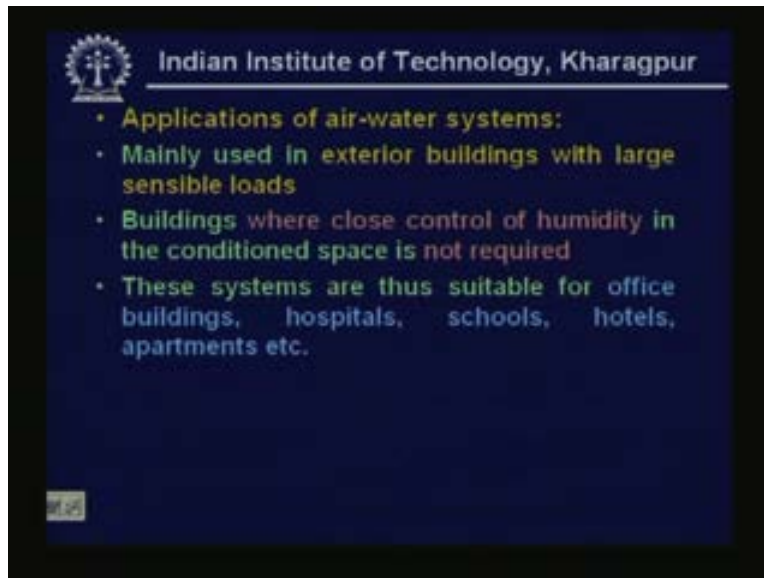 Indian Institute of Technology, Kharagpur
• Applications of air-water systems:
• Mainly used in exterior buildings with large
sensible loads
• Buildings where close control of humidity in
the conditioned space is not required
• These systems are thus suitable for office
buildings, hospitals, schools, hotels,
apartments etc.